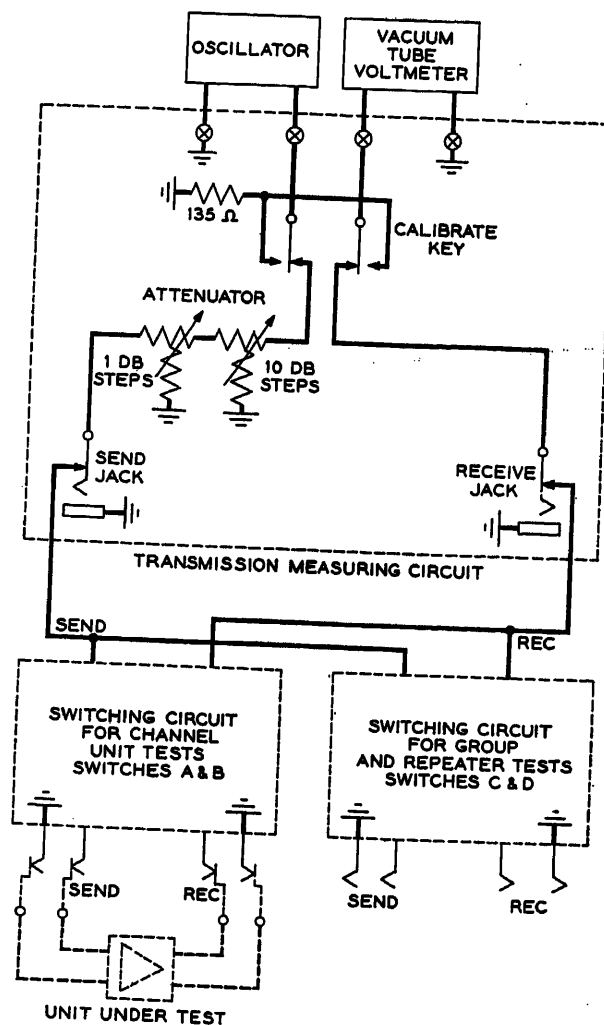 OSCILLATOR
VACUUM
TUBE
VOLTMETER
135 Ω
CALIBRATE
KEY
ATTENUATOR
1 DB
STEPS
10 DB
STEPS
SEND
JACK
RECEIVE
JACK
TRANSMISSION MEASURING CIRCUIT
SEND
REC
SWITCHING CIRCUIT
FOR CHANNEL
UNIT TESTS
SWITCHES A & B
SWITCHING CIRCUIT
FOR GROUP
AND REPEATER TESTS
SWITCHES C & D
SEND
REC
SEND
REC
UNIT UNDER TEST